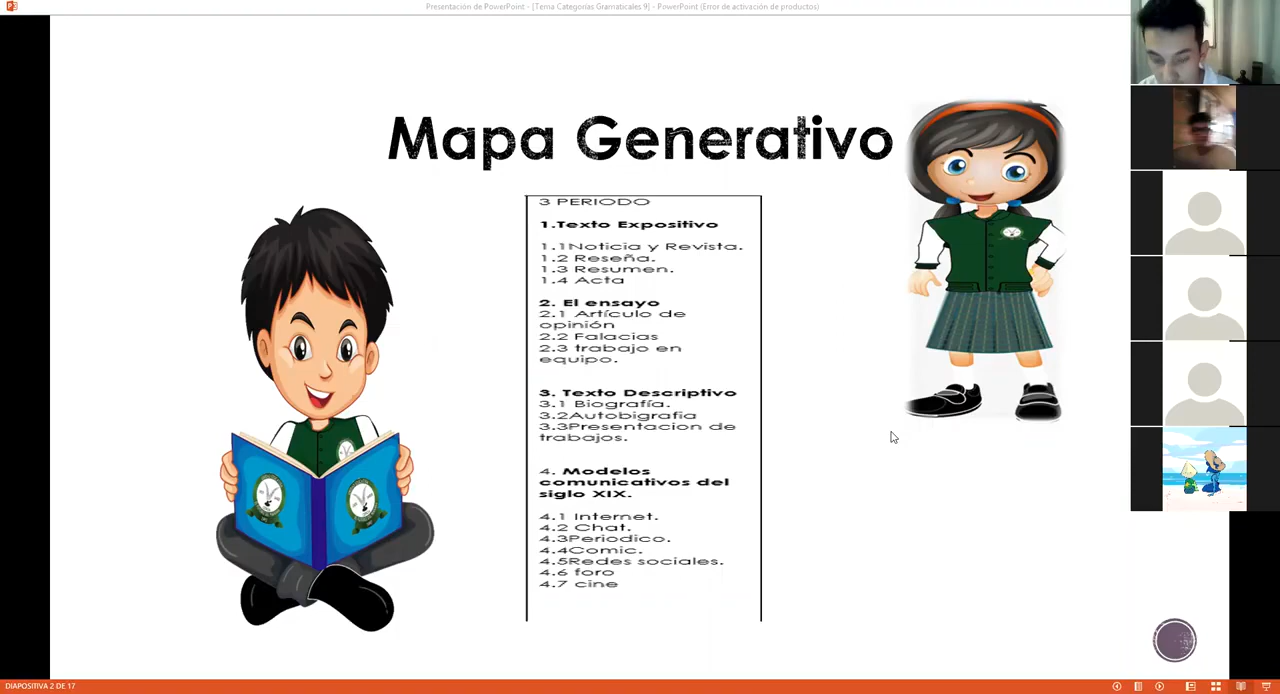 Presentación de PowerPoint - [Tema Categorías Gramaticales 9] - PowerPoint (Error de activación de productos)
Mapa Generativo
3 PERIODO
1.Texto Expositivo
1.1Noticia y Revista.
1.2 Reseña.
1.3 Resumen.
1.4 Acta
2. El ensayo
2.1 Artículo de
opinión
2.2 Falacias
2.3 trabajo en
equipo.
3. Texto Descriptivo
3.1 Biografía.
3.2Autobigrafia
3.3Presentacion de
trabajos.
4. Modelos
comunicativos del
siglo XIX.
4.1 Internet.
4.2 Chat.
4.3Periodico.
4.4Comic.
4.5Redes sociales.
4.6 foro
4.7 cine
DIAPOSITIVA 2 DE 17